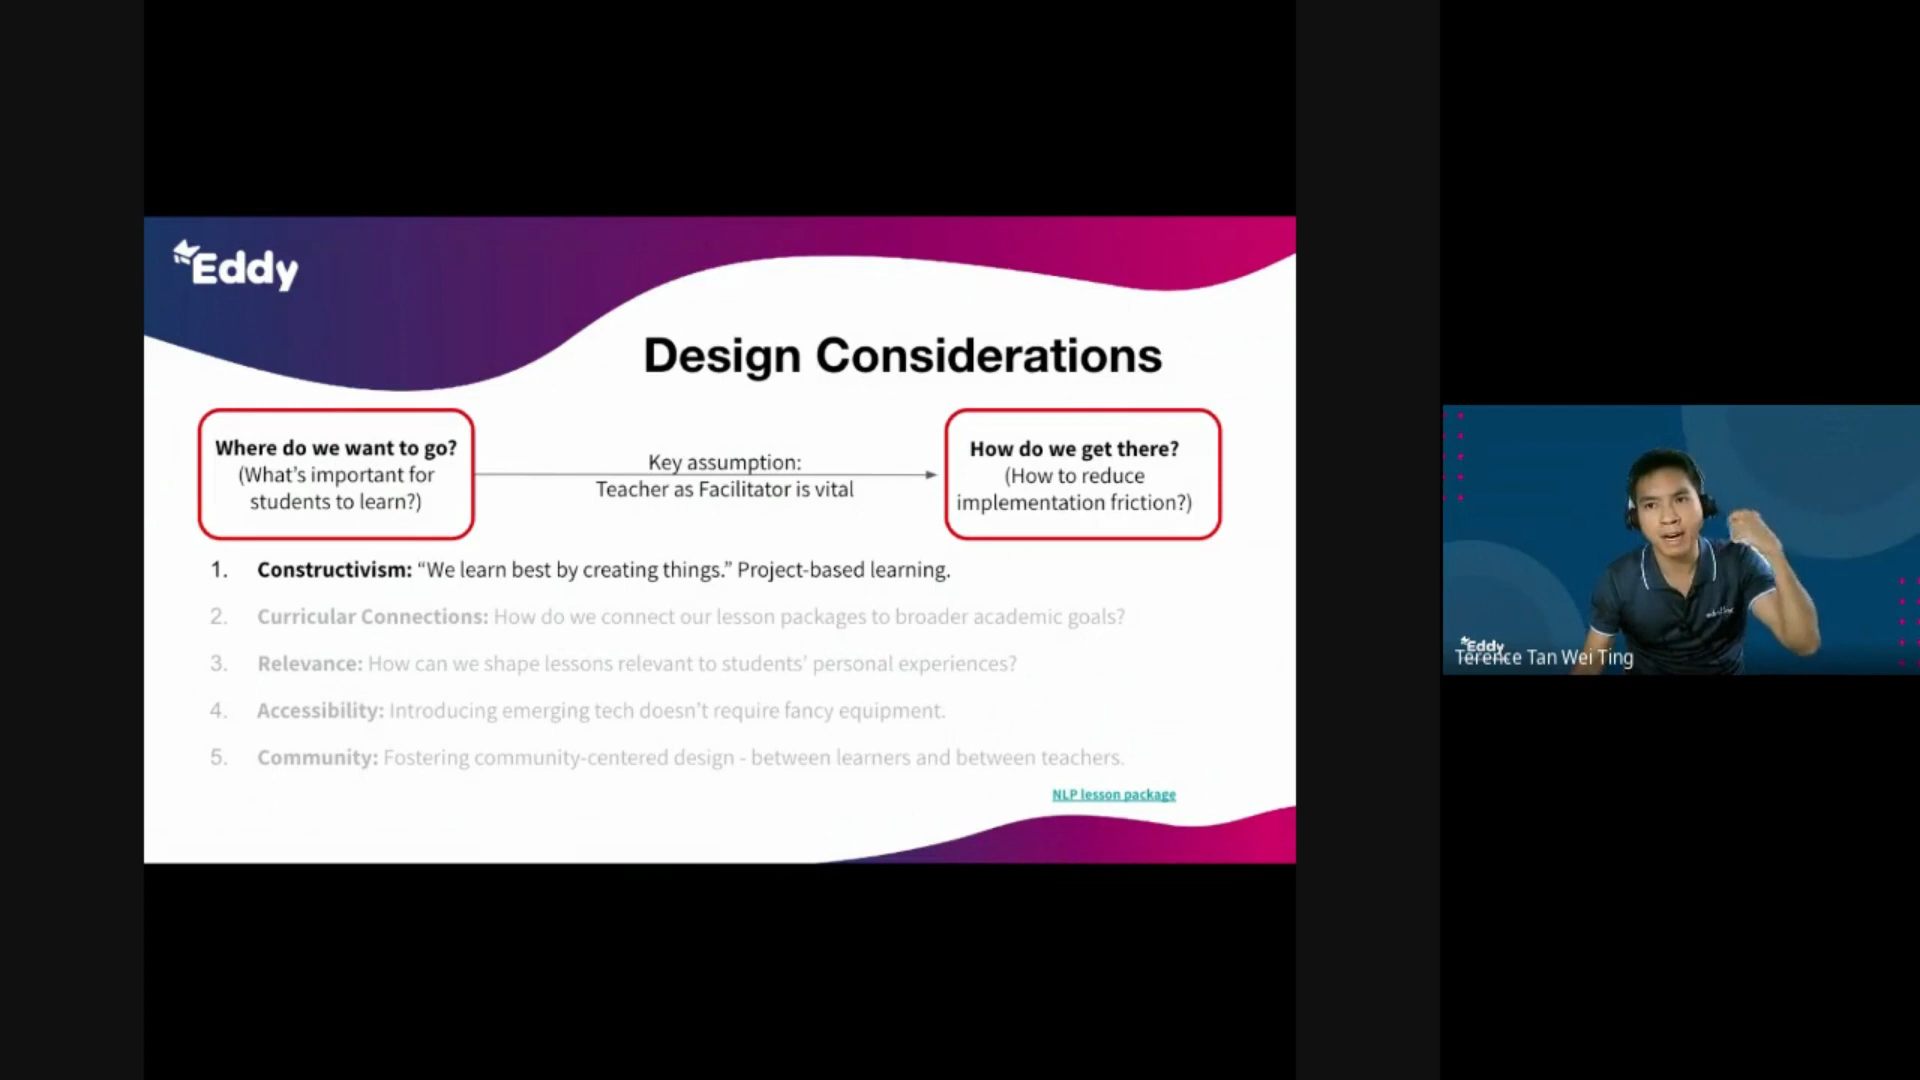 Eddy
Design Considerations
Where do we want to go?
(What's important for
students to learn?)
Key assumption:
Teacher as Facilitator is vital
How do we get there?
(How to reduce
implementation friction?)
1. Constructivism: “We learn best by creating things.” Project-based learning.
2. Curricular Connections: How do we connect our lesson packages to broader academic goals?
3. Relevance: How can we shape lessons relevant to students’ personal experiences?
4. Accessibility: Introducing emerging tech doesn’t require fancy equipment.
5. Community: Fostering community-centered design - between learners and between teachers.
NLP lesson package
Eddy
Terence Tan Wei Ting